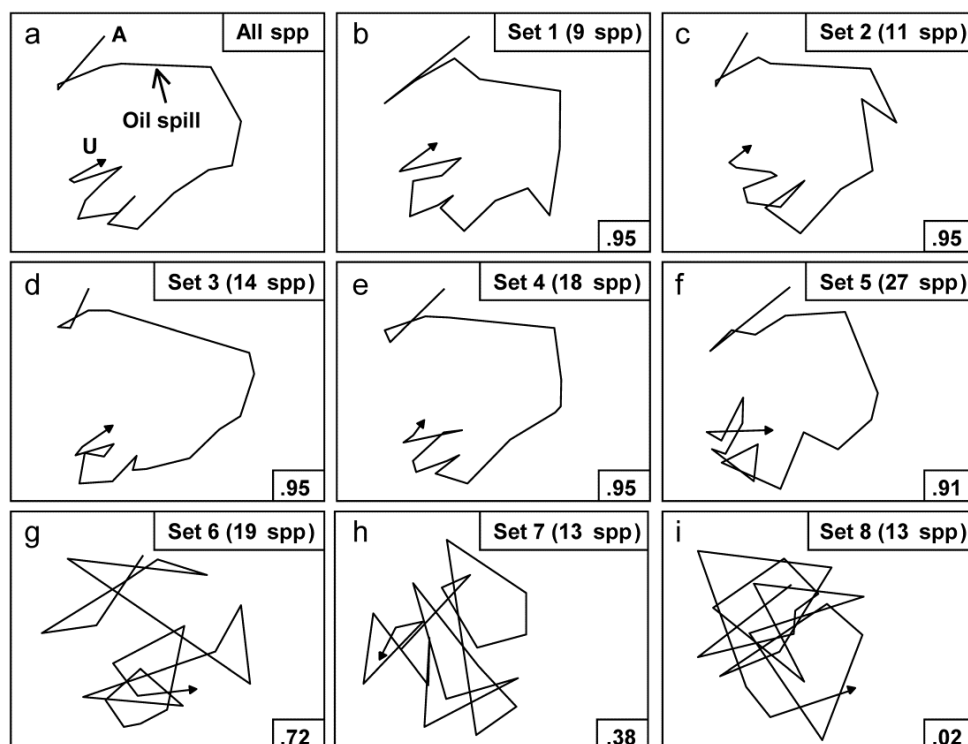 a
A
All spp
Oil spill
U
b
Set 1 (9 spp)
.95
c
Set 2 (11 spp)
.95
d
Set 3 (14 spp)
.95
e
Set 4 (18 spp)
.95
f
Set 5 (27 spp)
.91
g
Set 6 (19 spp)
.72
h
Set 7 (13 spp)
.38
i
Set 8 (13 spp)
.02